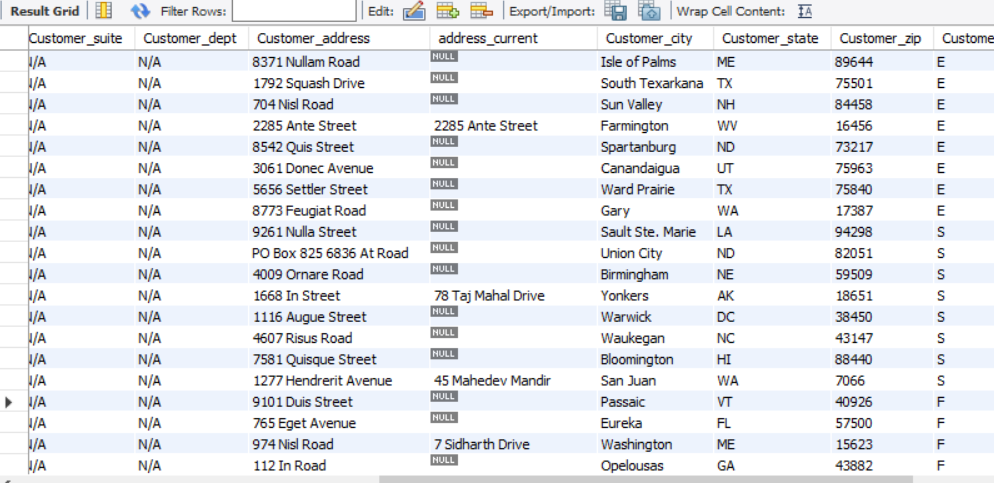 Result Grid Filter Rows: Edit: Export/Import: Wrap Cell Content: IA
Customer_suite Customer_dept Customer_address address_current Customer_city Customer_state Customer_zip Custome
N/A N/A 8371 Nullam Road NULL Isle of Palms ME 89644 E
N/A N/A 1792 Squash Drive NULL South Texarkana TX 75501 E
N/A N/A 704 Nisl Road NULL Sun Valley NH 84458 E
N/A N/A 2285 Ante Street 2285 Ante Street Farmington WV 16456 E
N/A N/A 8542 Quis Street NULL Spartanburg ND 73217 E
N/A N/A 3061 Donec Avenue NULL Canandaigua UT 75963 E
N/A N/A 5656 Settler Street NULL Ward Prairie TX 75840 E
N/A N/A 8773 Feugiat Road NULL Gary WA 17387 E
N/A N/A 9261 Nulla Street NULL Sault Ste. Marie LA 94298 S
N/A N/A PO Box 825 6836 At Road NULL Union City ND 82051 S
N/A N/A 4009 Ornare Road NULL Birmingham NE 59509 S
N/A N/A 1668 In Street 78 Taj Mahal Drive Yonkers AK 18651 S
N/A N/A 1116 Augue Street NULL Warwick DC 38450 S
N/A N/A 4607 Risus Road NULL Waukegan NC 43147 S
N/A N/A 7581 Quisque Street NULL Bloomington HI 88440 S
N/A N/A 1277 Hendrerit Avenue 45 Mahedev Mandir San Juan WA 7066 S
N/A N/A 9101 Duis Street NULL Passaic VT 40926 F
N/A N/A 765 Eget Avenue NULL Eureka FL 57500 F
N/A N/A 974 Nisl Road 7 Sidharth Drive Washington ME 15623 F
N/A N/A 112 In Road NULL Opelousas GA 43882 F